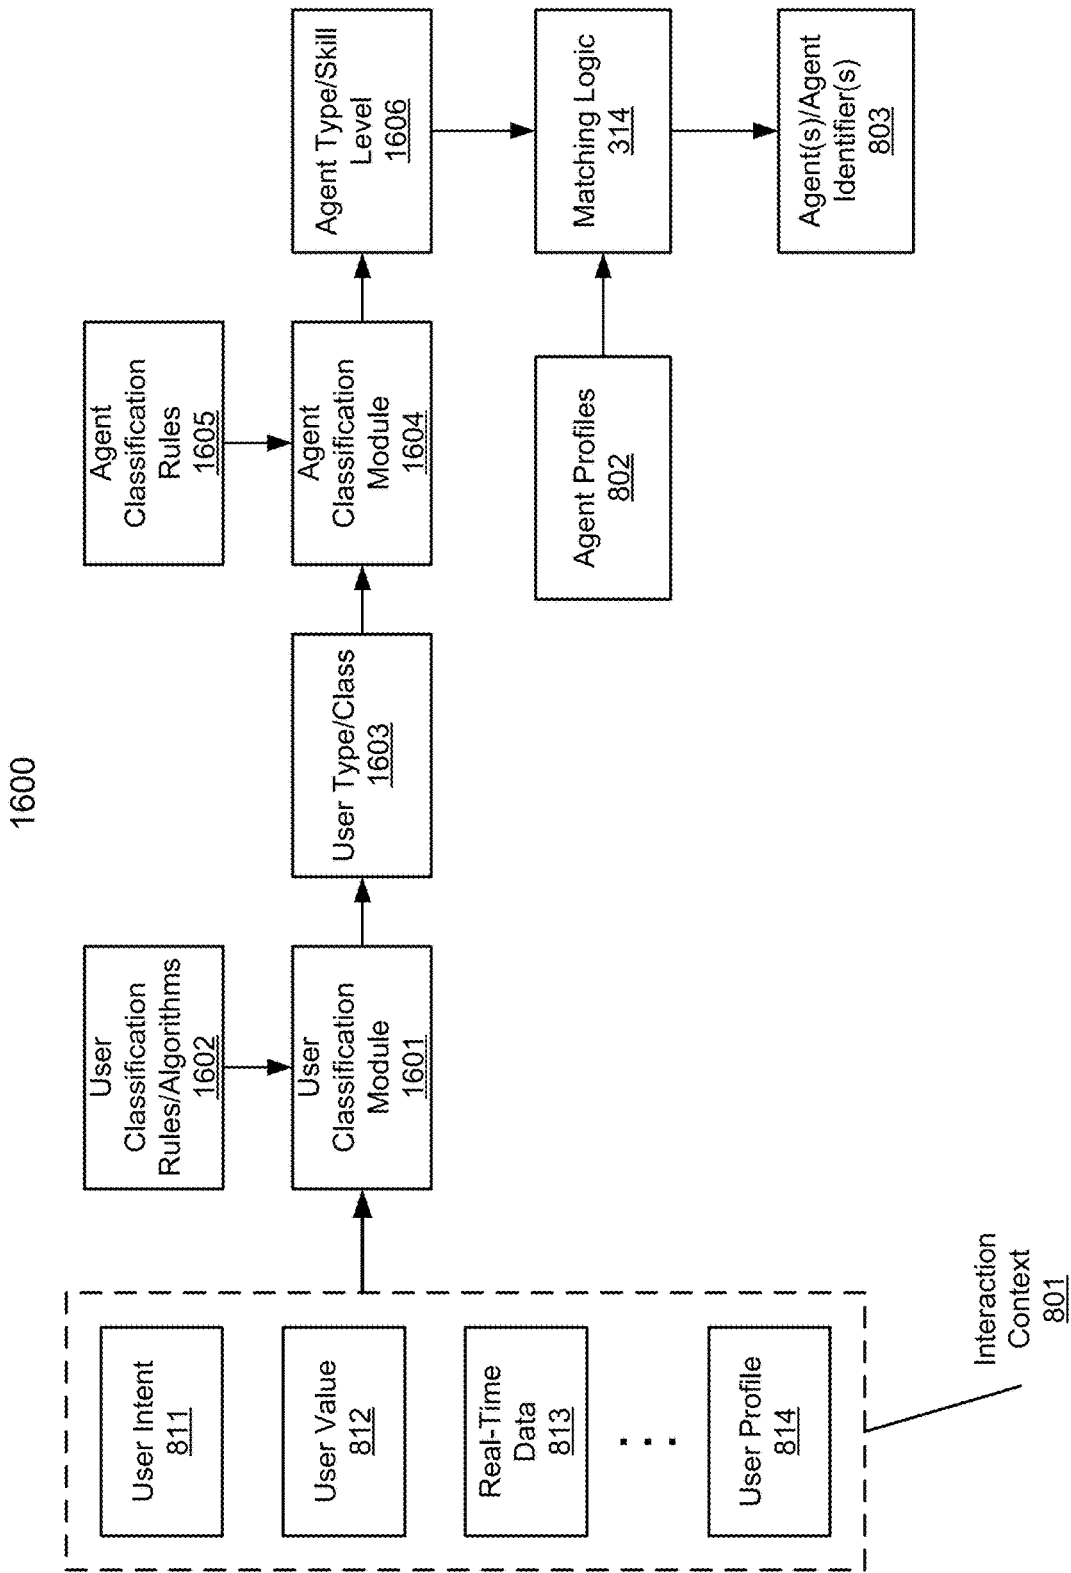 1600
User Intent
811
User Value
812
Real-Time
Data
813
. . .
User Profile
814
Interaction
Context
801
User
Classification
Rules/Algorithms
1602
User
Classification
Module
1601
User Type/Class
1603
Agent
Classification
Rules
1605
Agent
Classification
Module
1604
Agent Type/Skill
Level
1606
Agent Profiles
802
Matching Logic
314
Agent(s)/Agent
Identifier(s)
803